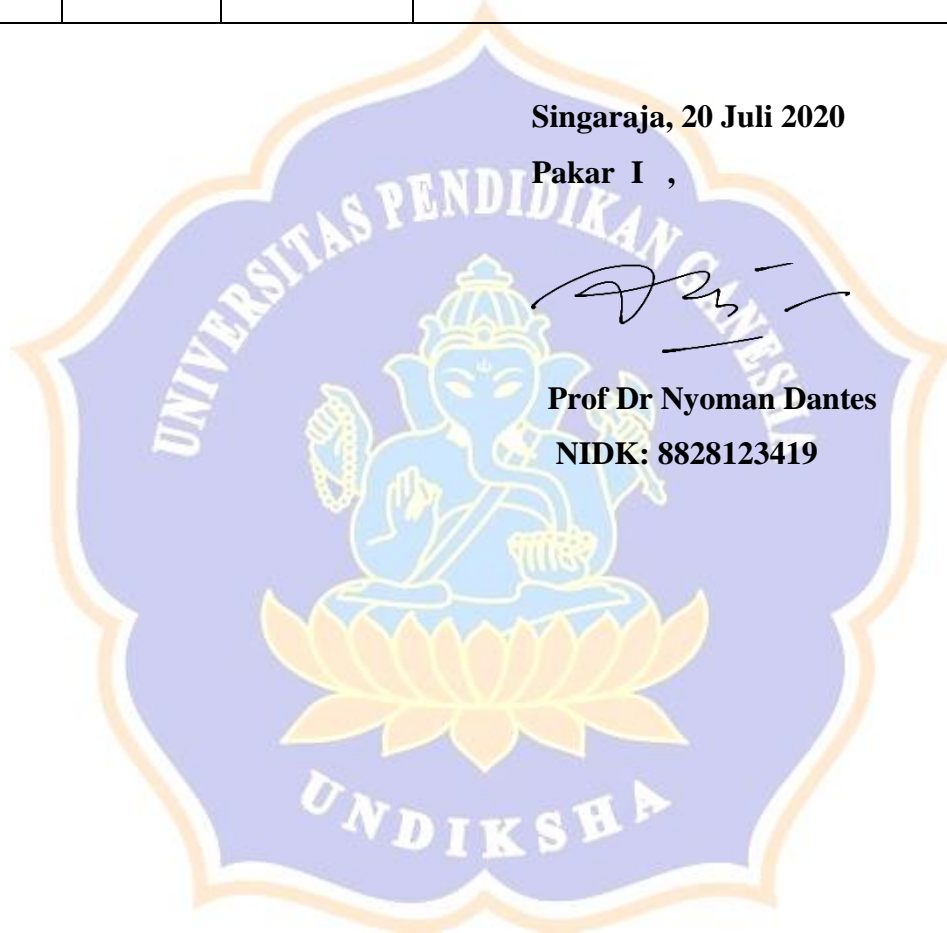 Singaraja, 20 Juli 2020
Pakar I ,
UNIVERSITAS PENDIDIKAN GANESHA
Prof Dr Nyoman Dantes
NIDK: 8828123419
UNDIKSHA